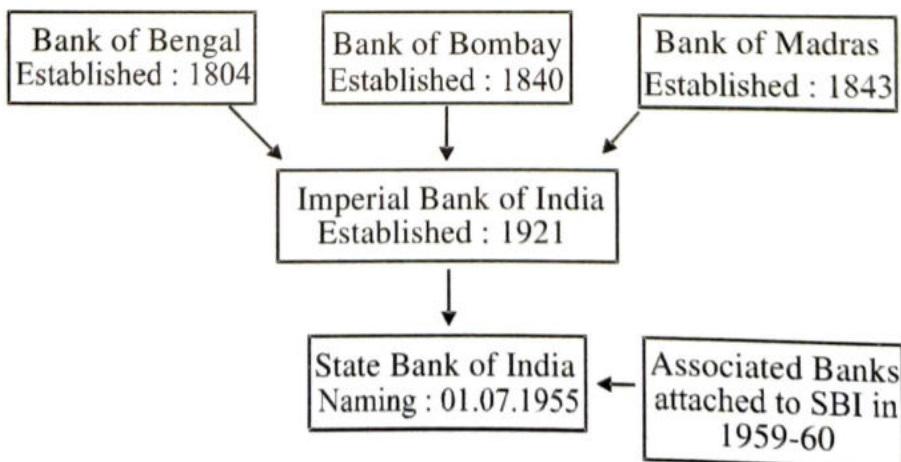 Bank of Bengal
Established : 1804
Bank of Bombay
Established : 1840
Bank of Madras
Established : 1843
Imperial Bank of India
Established : 1921
State Bank of India
Naming : 01.07.1955
Associated Banks
attached to SBI in
1959-60